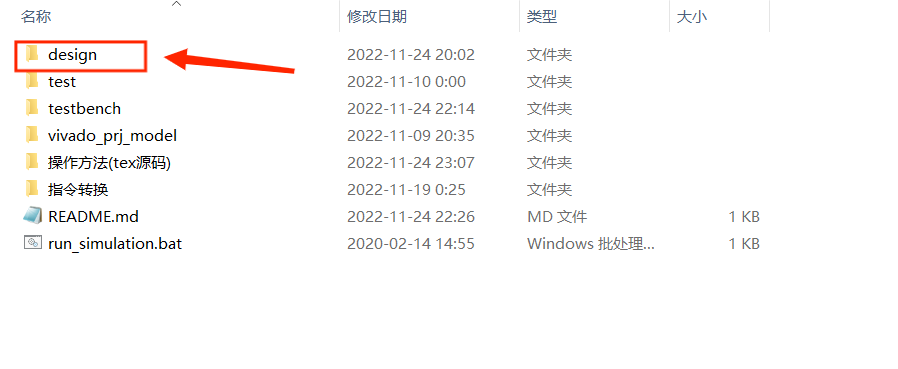 名称 修改日期 类型 大小
design 2022-11-24 20:02 文件夹
test 2022-11-10 0:00 文件夹
testbench 2022-11-24 22:14 文件夹
vivado_prj_model 2022-11-09 20:35 文件夹
操作方法(tex源码) 2022-11-24 23:07 文件夹
指令转换 2022-11-19 0:25 文件夹
README.md 2022-11-24 22:26 MD 文件 1 KB
run_simulation.bat 2020-02-14 14:55 Windows 批处理... 1 KB